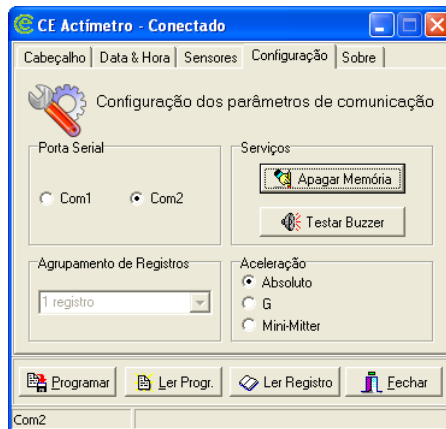 CE Actímetro - Conectado
Cabeçalho Data & Hora Sensores Configuração Sobre
Configuração dos parâmetros de comunicação
Porta Serial
Com1 Com2
Serviços
Apagar Memória
Testar Buzzer
Agrupamento de Registros
1 registro
Aceleração
Absoluto
G
Mini-Mitter
Programar Ler Progr. Ler Registro Fechar
Com2